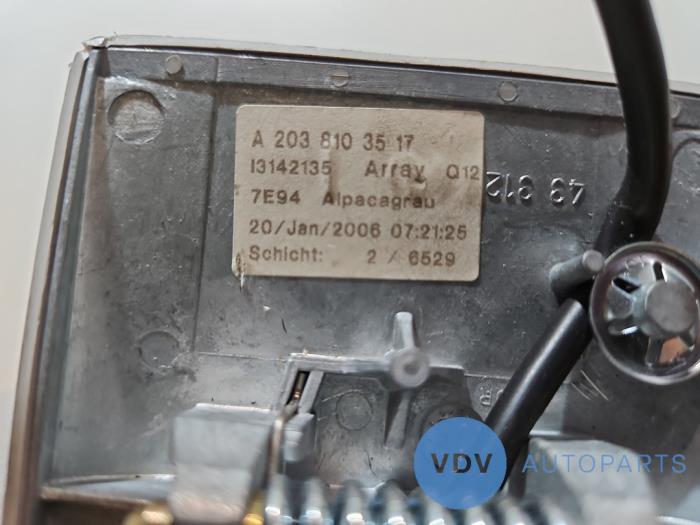 A 203 810 35 17
I3142135 Array Q12
7E94 Alpacagrau
20/Jan/2006 07:21:25
Schicht: 2 / 6529
43 312
VDV AUTOPARTS